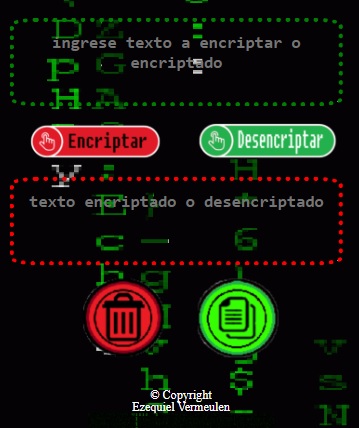 ingrese texto a encriptar o
encriptado
Encriptar
Desencriptar
texto encriptado o desencriptado
© Copyright
Ezequiel Vermeulen